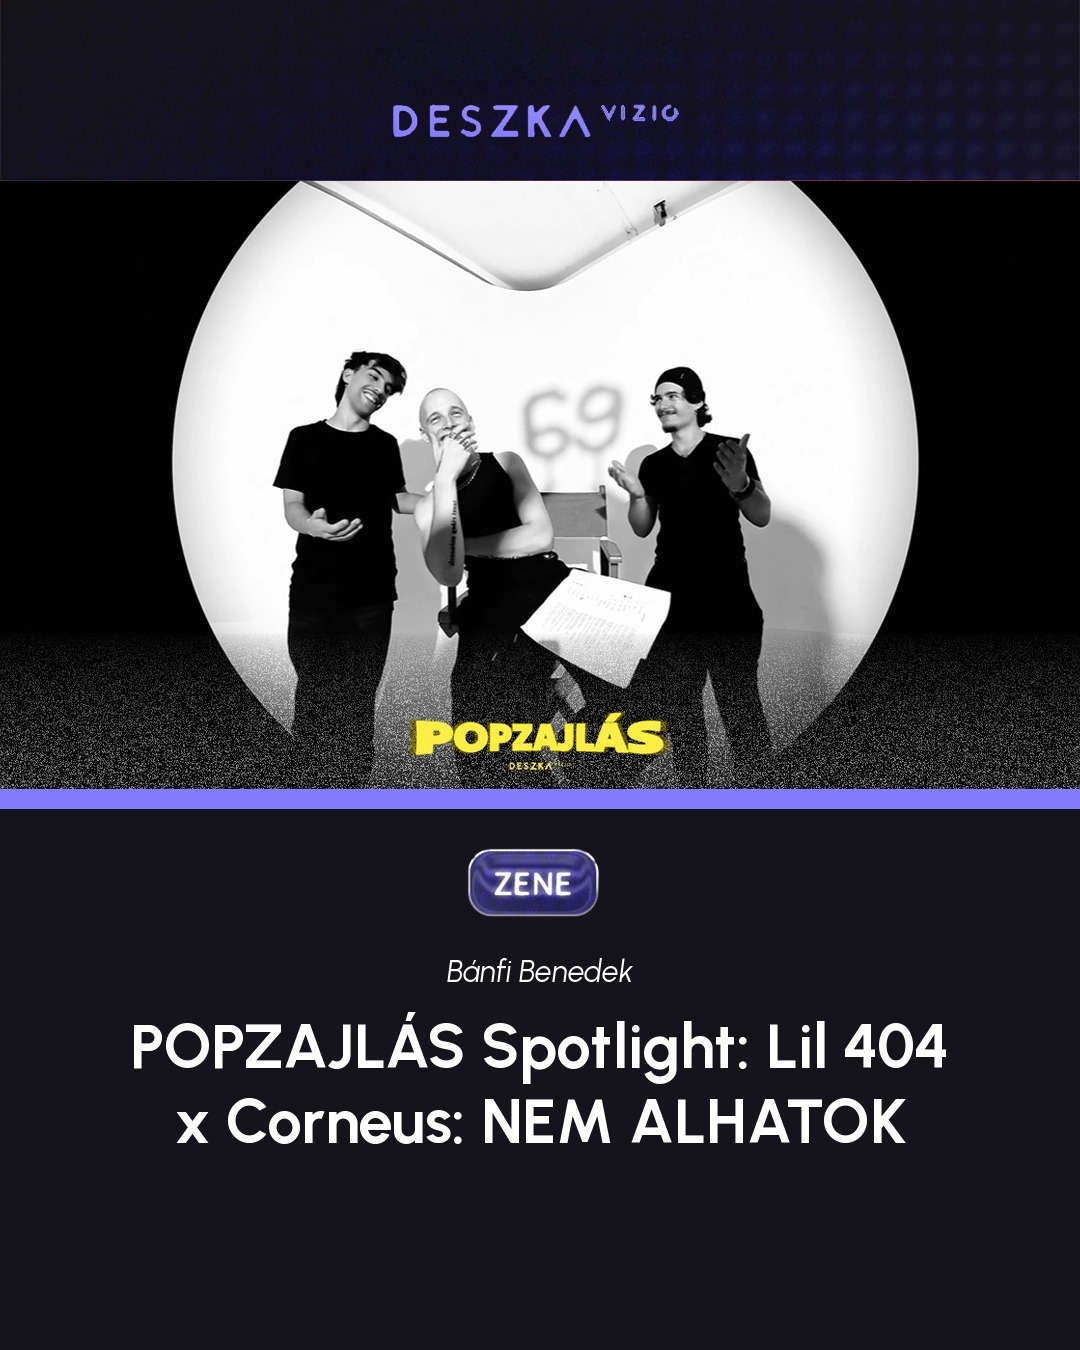 DESZKA VIZIO
69
POPZAJLÁS
DESZKA
ZENE
Bánfi Benedek
POPZAJLÁS Spotlight: Lil 404
x Corneus: NEM ALHATOK